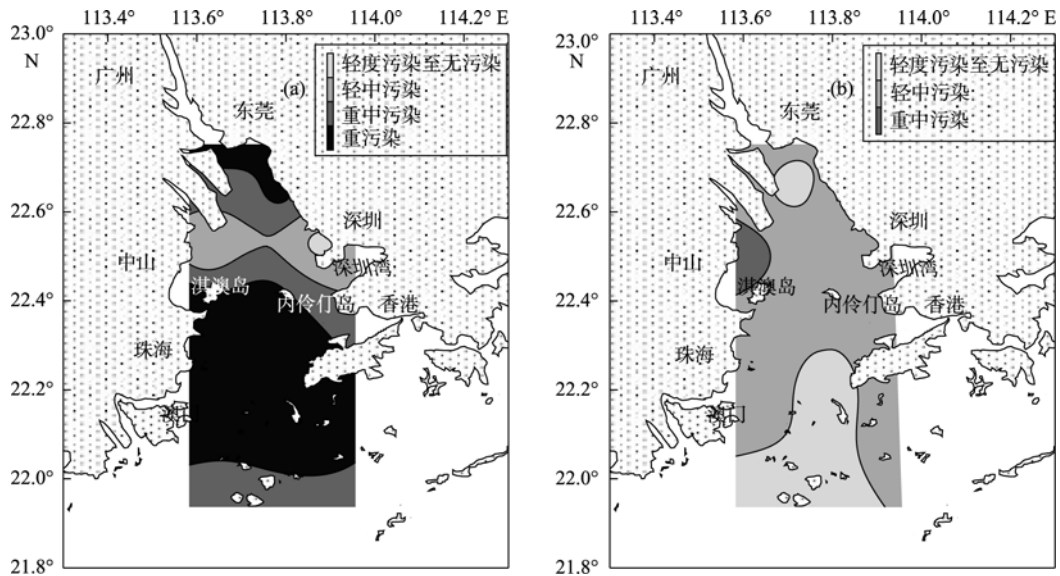 113.4° 113.6° 113.8° 114.0° 114.2° E
23.0°
N
22.8°
22.6°
22.4°
22.2°
22.0°
21.8°
(a)
轻度污染至无污染
轻中污染
重中污染
重污染
广州
东莞
深圳
中山
深圳湾
淇澳岛
内伶仃岛
香港
珠海
澳门
113.4° 113.6° 113.8° 114.0° 114.2° E
23.0°
N
22.8°
22.6°
22.4°
22.2°
22.0°
21.8°
(b)
轻度污染至无污染
轻中污染
重中污染
广州
东莞
深圳
中山
深圳湾
淇澳岛
内伶仃岛
香港
珠海
澳门